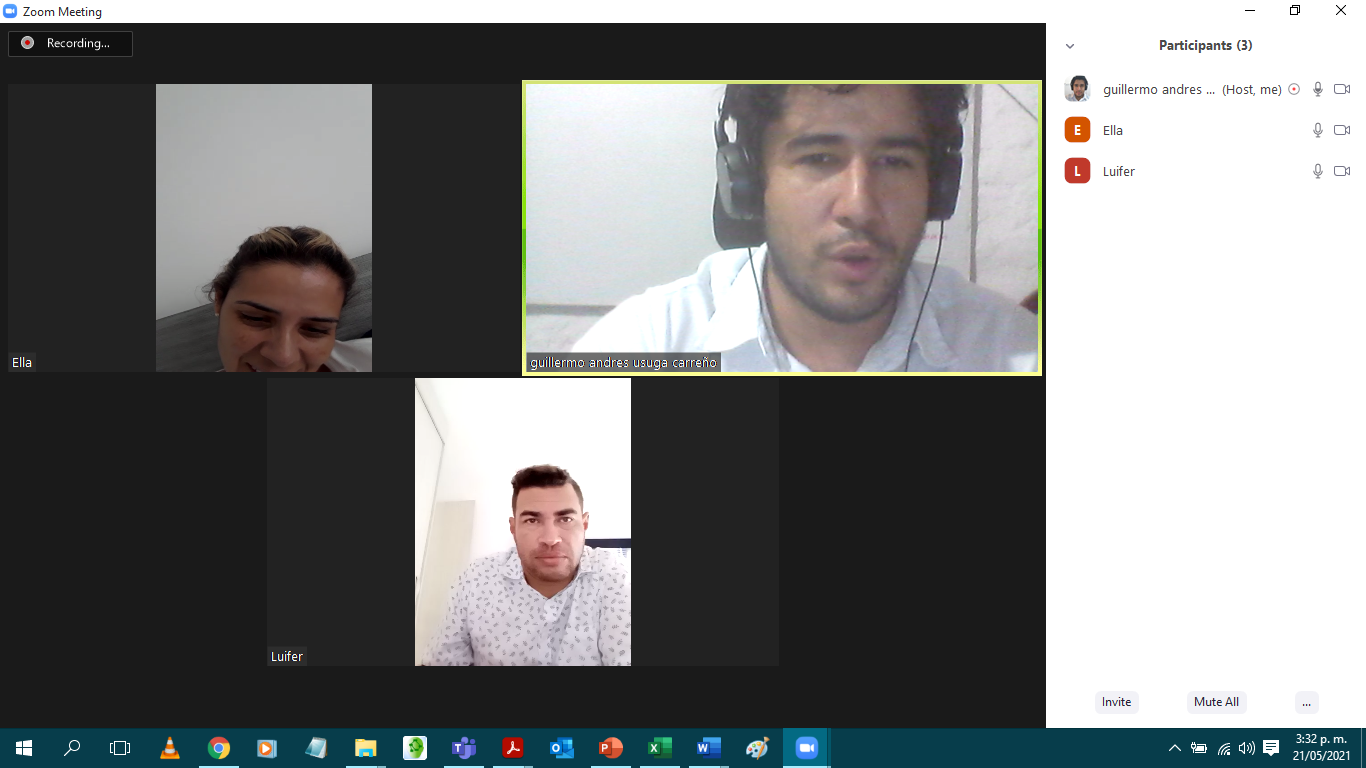 Zoom Meeting
Recording...
Ella
guillermo andres usuga carreño
Luifer
Participants (3)
guillermo andres ... (Host, me)
E Ella
L Luifer
Invite Mute All ...
3:32 p. m.
21/05/2021